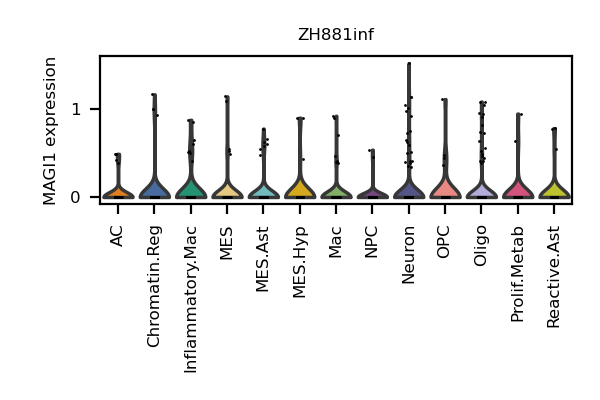 ZH881inf
MAGI1 expression
1
0
AC
Chromatin.Reg
Inflammatory.Mac
MES
MES.Ast
MES.Hyp
Mac
NPC
Neuron
OPC
Oligo
Prolif.Metab
Reactive.Ast